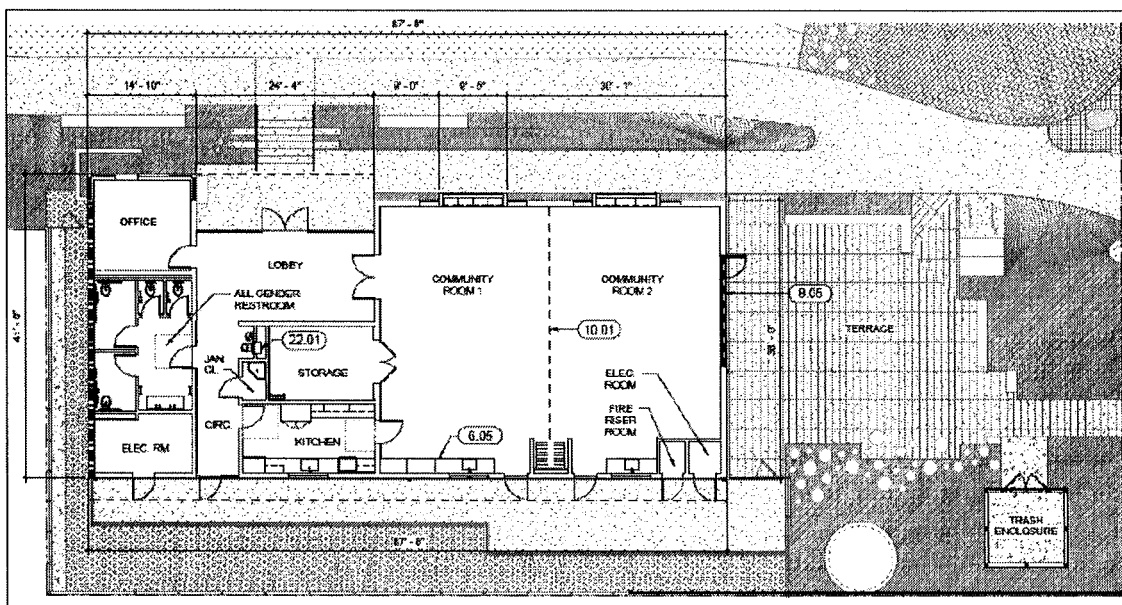 87' - 8"
14' - 10"
24' - 4"
9' - 0"
9' - 5"
30' - 1"
OFFICE
LOBBY
COMMUNITY
ROOM 1
COMMUNITY
ROOM 2
ALL GENDER
RESTROOM
8.05
TERRACE
10.01
22.01
JAN
CL.
STORAGE
ELEC.
ROOM
FIRE
RISER
ROOM
CIRC.
KITCHEN
6.05
ELEC. RM
38' - 0"
TRASH
ENCLOSURE
87' - 8"